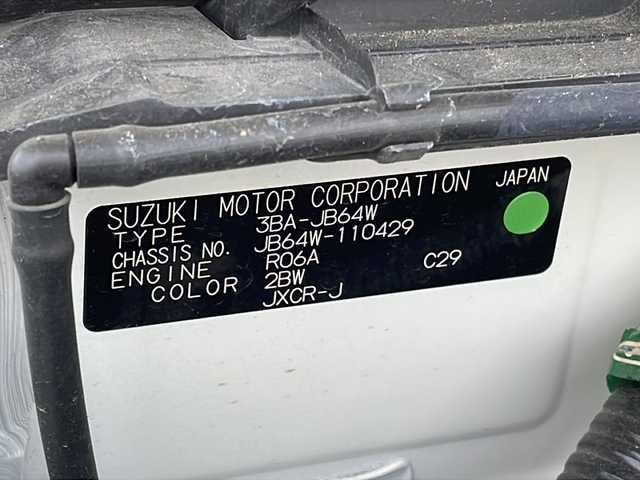 SUZUKI MOTOR CORPORATION JAPAN
TYPE 3BA-JB64W
CHASSIS NO. JB64W-110429
ENGINE R06A C29
COLOR 2BW
JXCR-J